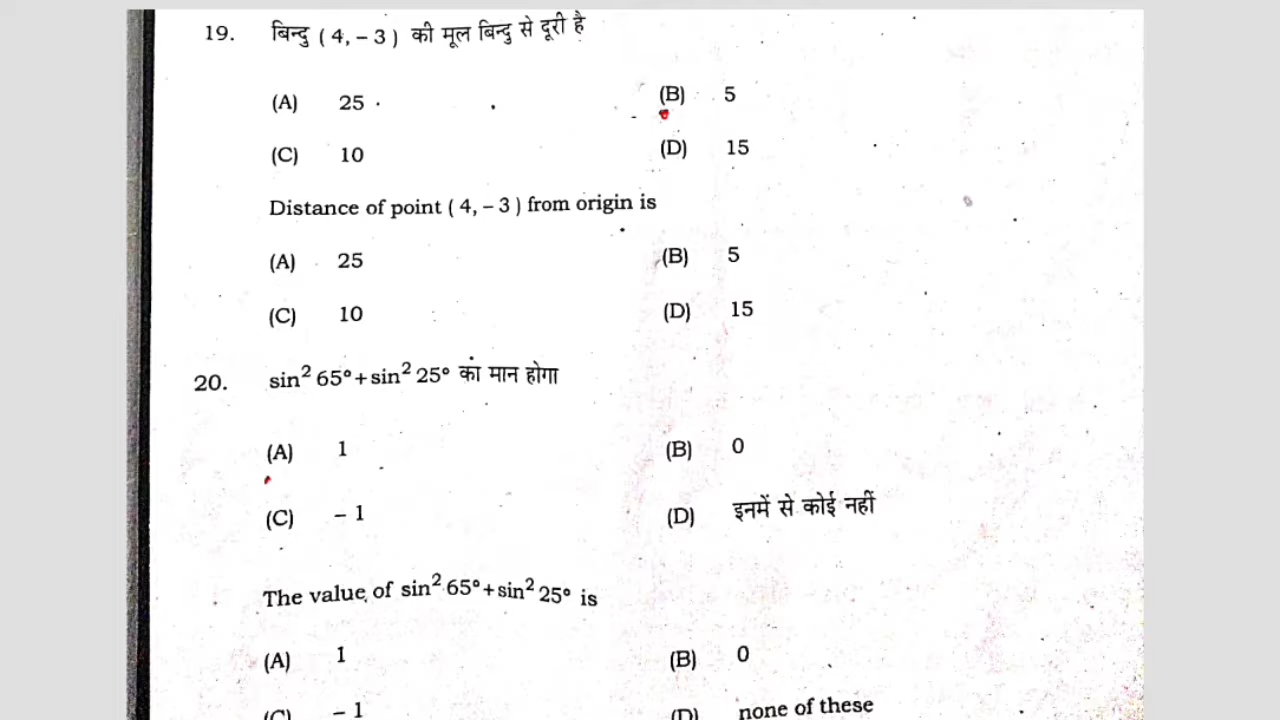 19. बिन्दु ( 4, – 3 ) की मूल बिन्दु से दूरी है
(A) 25 (B) 5
(C) 10 (D) 15
Distance of point ( 4, – 3 ) from origin is
(A) 25 (B) 5
(C) 10 (D) 15
20. sin² 65° + sin² 25° का मान होगा
(A) 1 (B) 0
(C) – 1 (D) इनमें से कोई नहीं
The value of sin² 65° + sin² 25° is
(A) 1 (B) 0
(C) – 1 (D) none of these